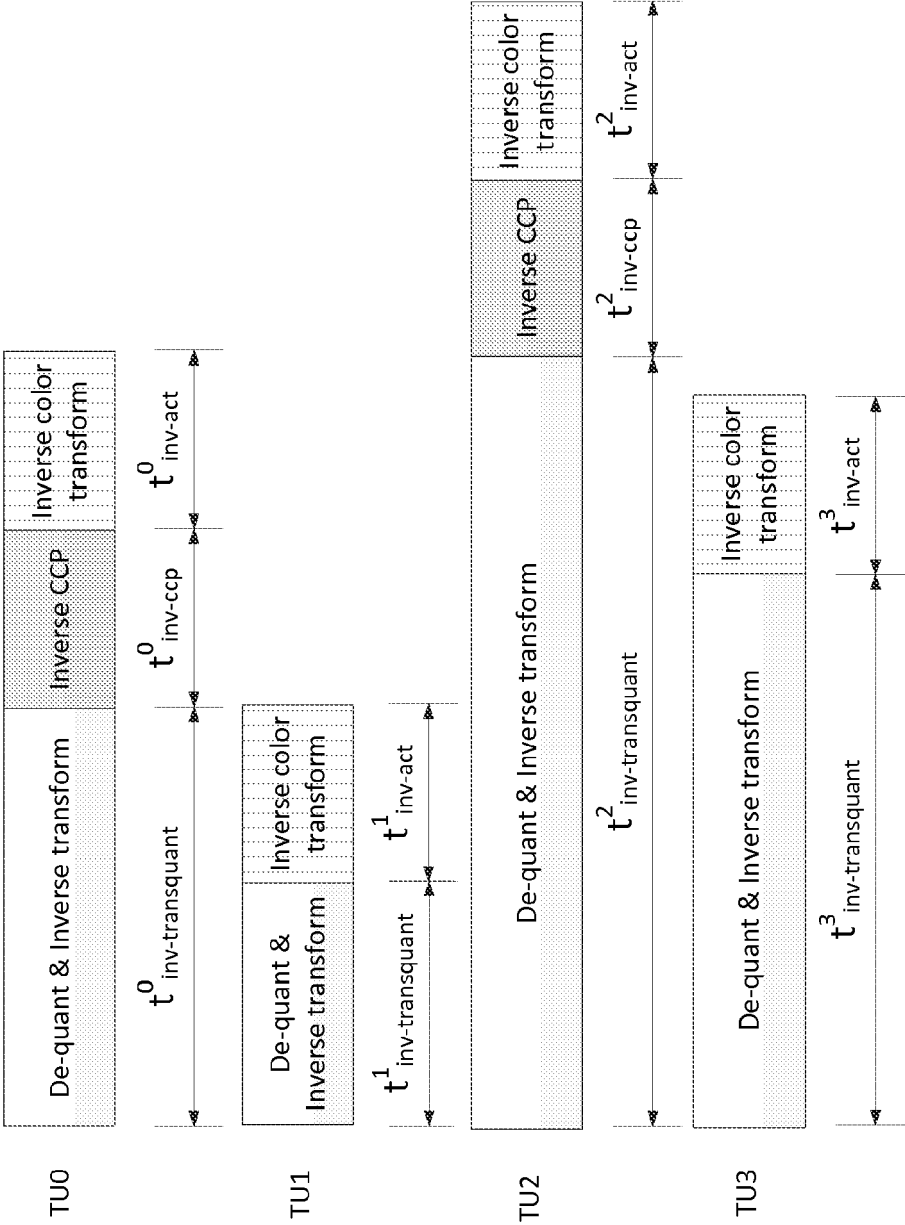 TU0
De-quant & Inverse transform
Inverse CCP
Inverse color
transform
t⁰inv-transquant
t⁰inv-ccp
t⁰inv-act
TU1
De-quant &
Inverse transform
Inverse color
transform
t¹inv-transquant
t¹inv-act
TU2
De-quant & Inverse transform
Inverse CCP
Inverse color
transform
t²inv-transquant
t²inv-ccp
t²inv-act
TU3
De-quant & Inverse transform
Inverse color
transform
t³inv-transquant
t³inv-act